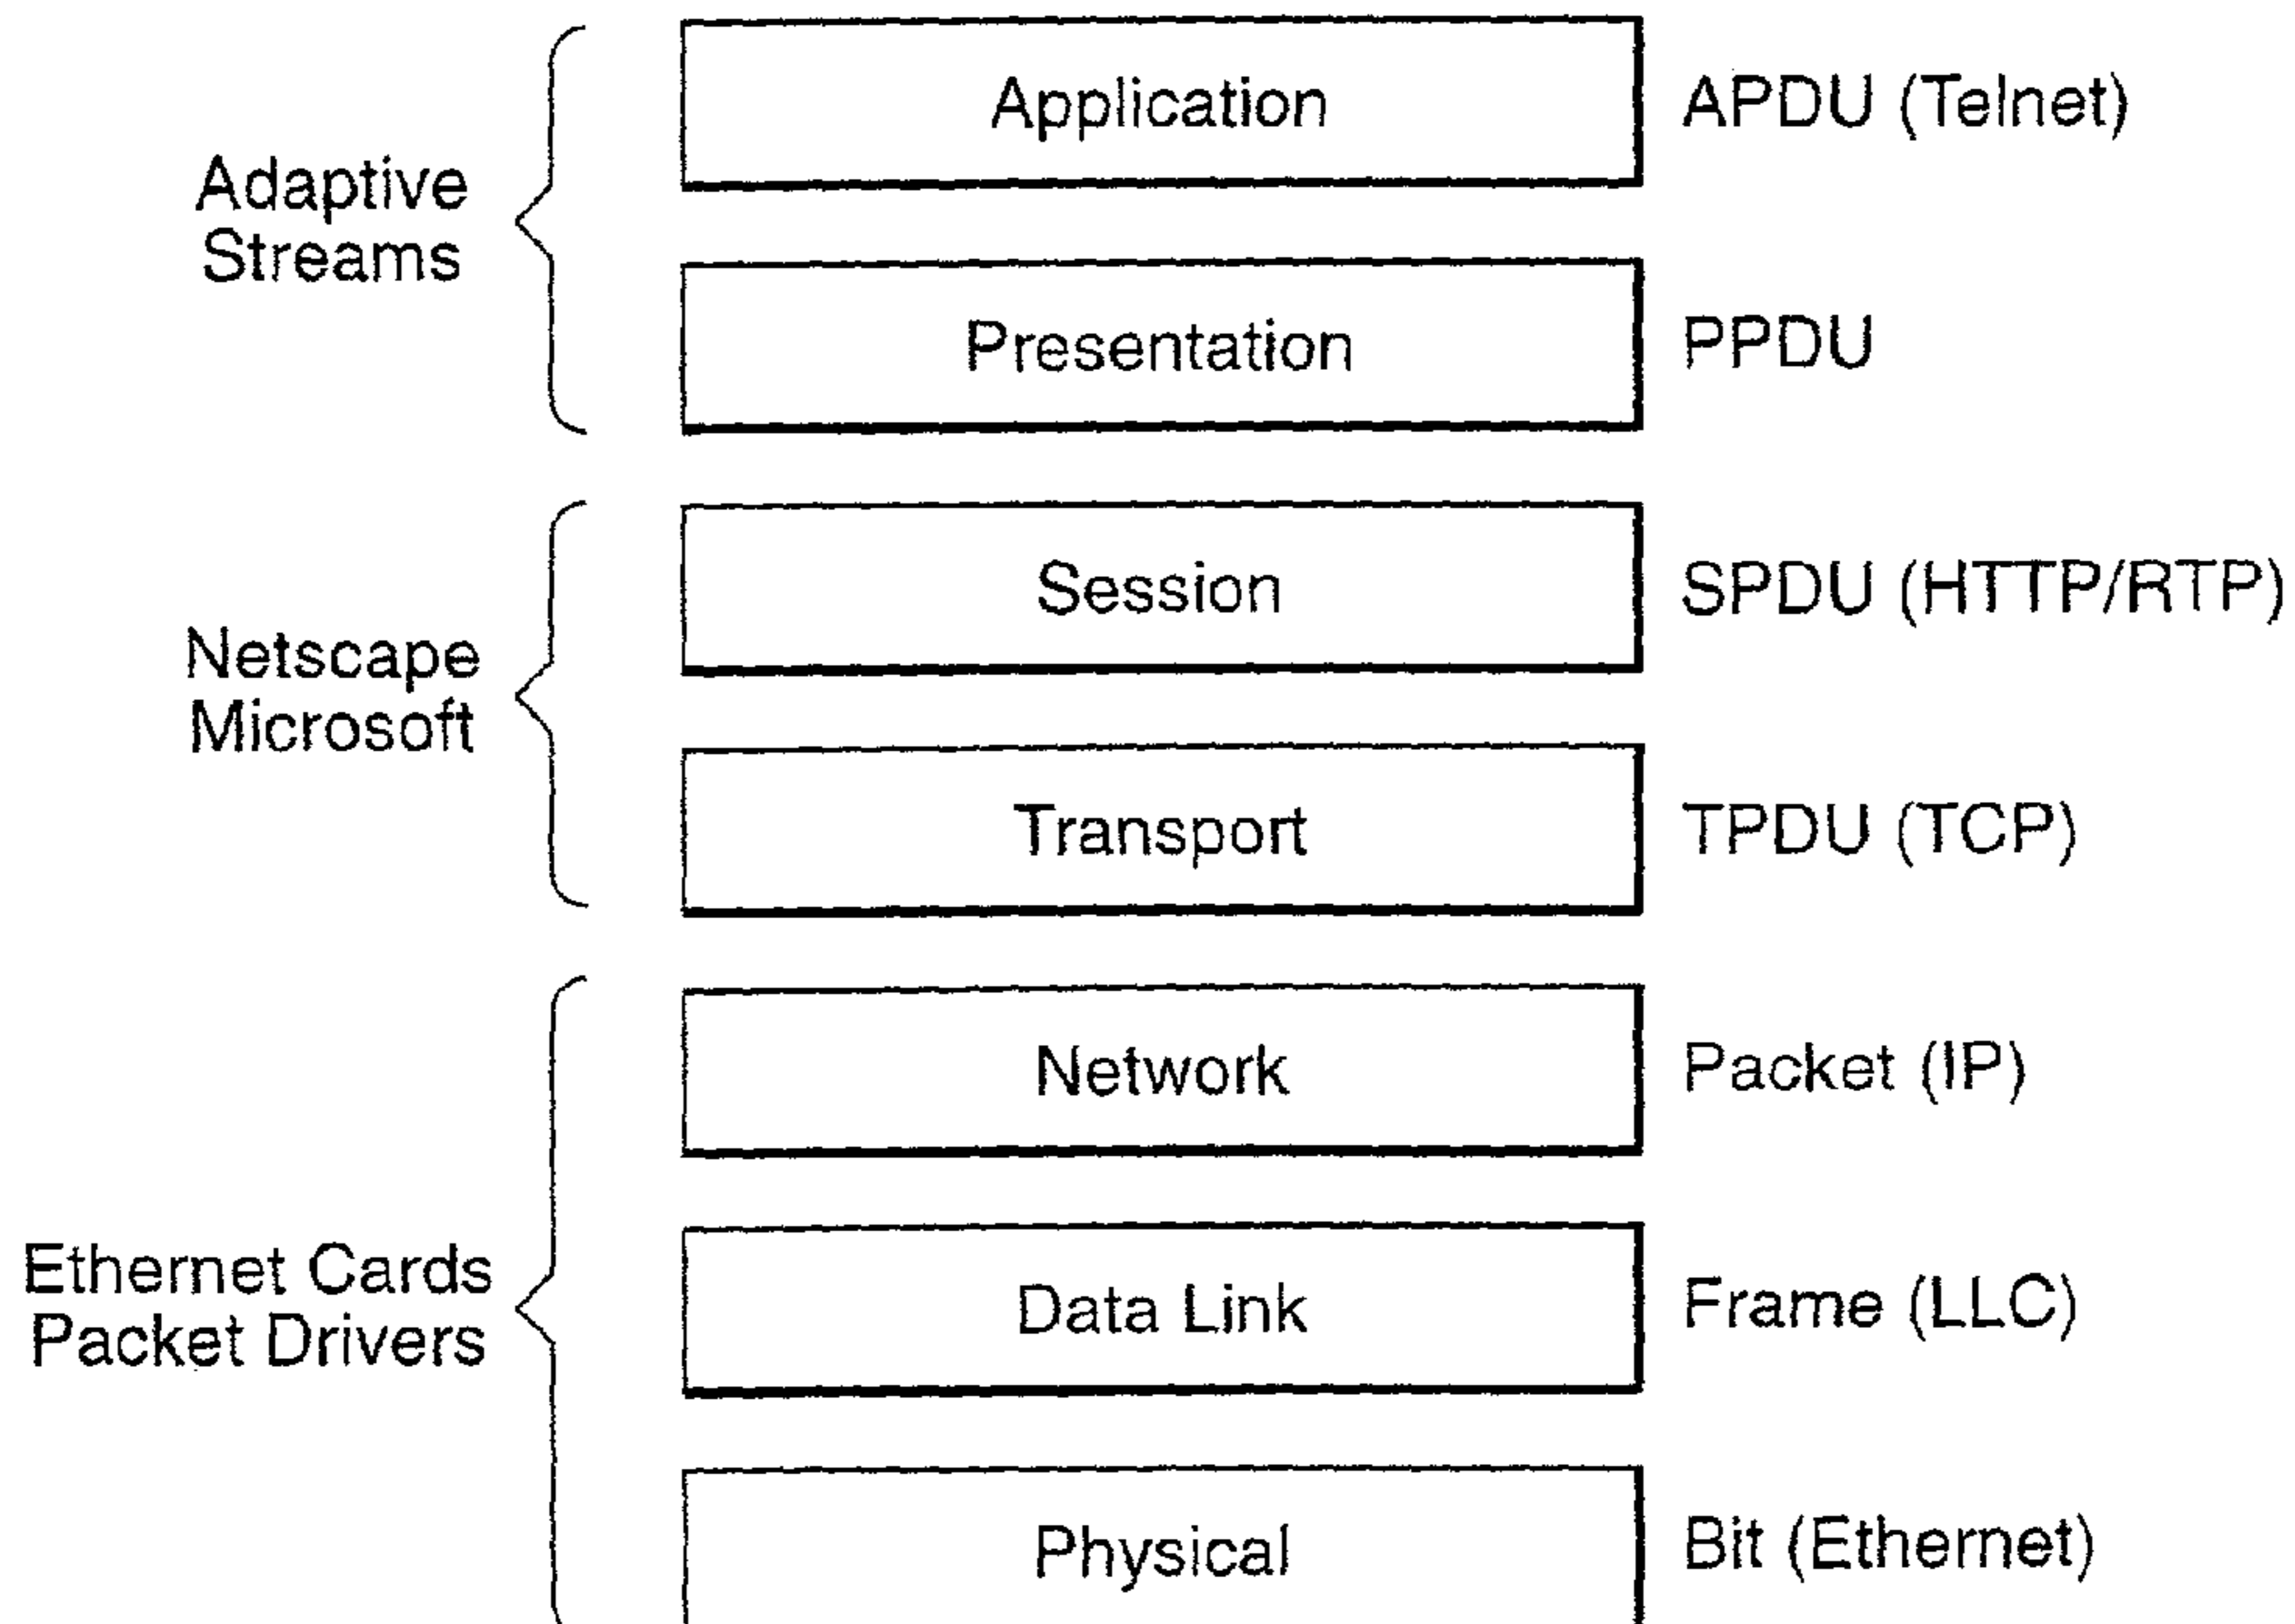 Adaptive
Streams
Application
APDU (Telnet)
Presentation
PPDU
Netscape
Microsoft
Session
SPDU (HTTP/RTP)
Transport
TPDU (TCP)
Ethernet Cards
Packet Drivers
Network
Packet (IP)
Data Link
Frame (LLC)
Physical
Bit (Ethernet)